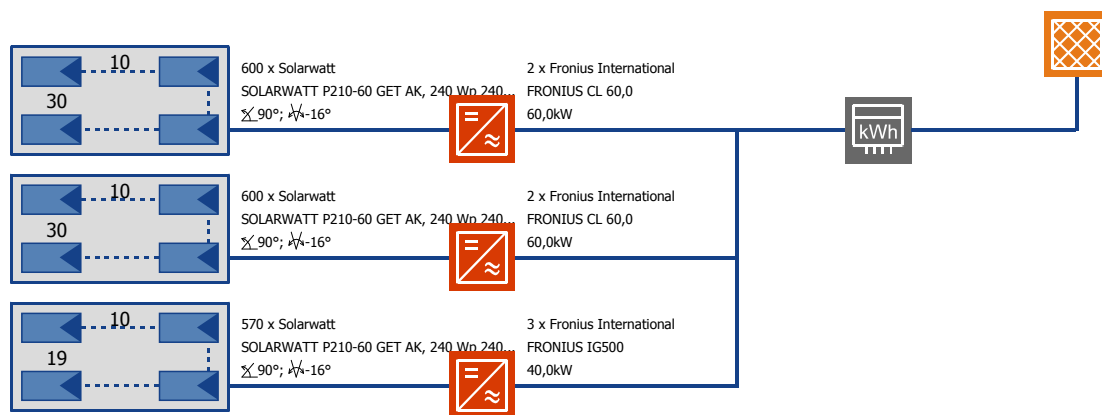 10
30
600 x Solarwatt
SOLARWATT P210-60 GET AK, 240 Wp 240...
90°; -16°
2 x Fronius International
FRONIUS CL 60,0
60,0kW
kWh
10
30
600 x Solarwatt
SOLARWATT P210-60 GET AK, 240 Wp 240...
90°; -16°
2 x Fronius International
FRONIUS CL 60,0
60,0kW
10
19
570 x Solarwatt
SOLARWATT P210-60 GET AK, 240 Wp 240...
90°; -16°
3 x Fronius International
FRONIUS IG500
40,0kW